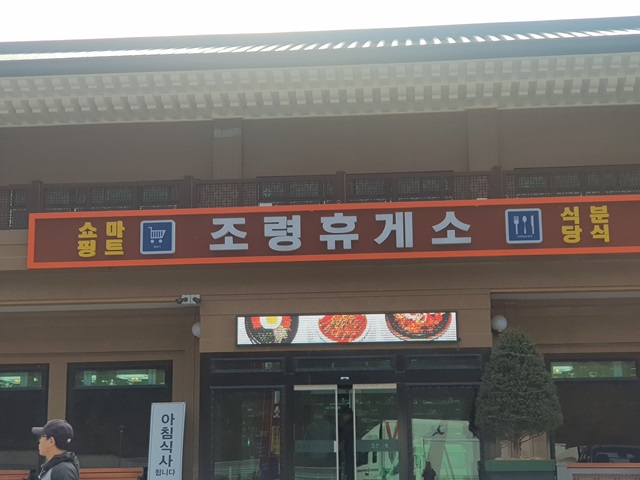 쇼핑 마트
조령휴게소
식당 분식
아침식사
됩니다